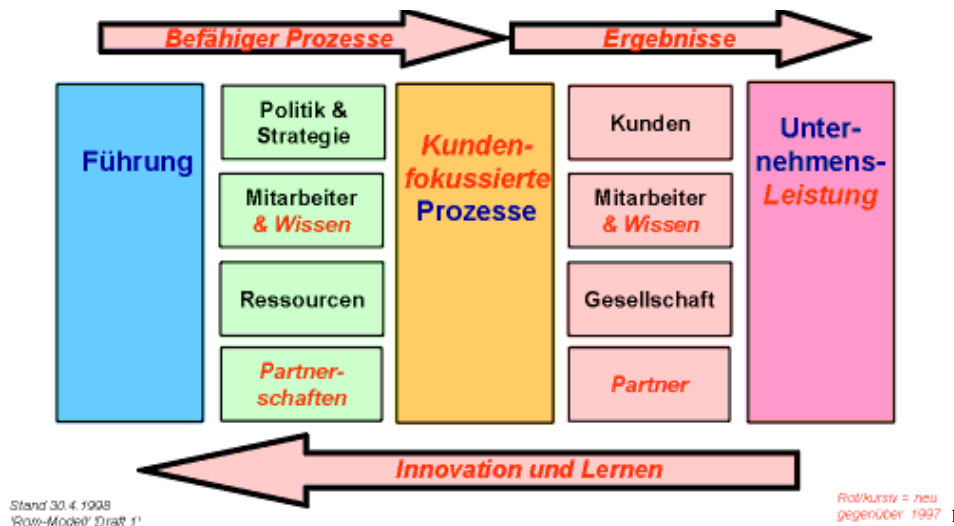 Befähiger Prozesse
Ergebnisse
Führung
Politik &
Strategie
Mitarbeiter
& Wissen
Ressourcen
Partner-
schaften
Kunden-
fokussierte
Prozesse
Kunden
Mitarbeiter
& Wissen
Gesellschaft
Partner
Unter-
nehmens-
Leistung
Innovation und Lernen
Stand 30.4.1998
'Rom-Modell' 'Draft 1'
Rot/kursiv = neu
gegenüber 1997